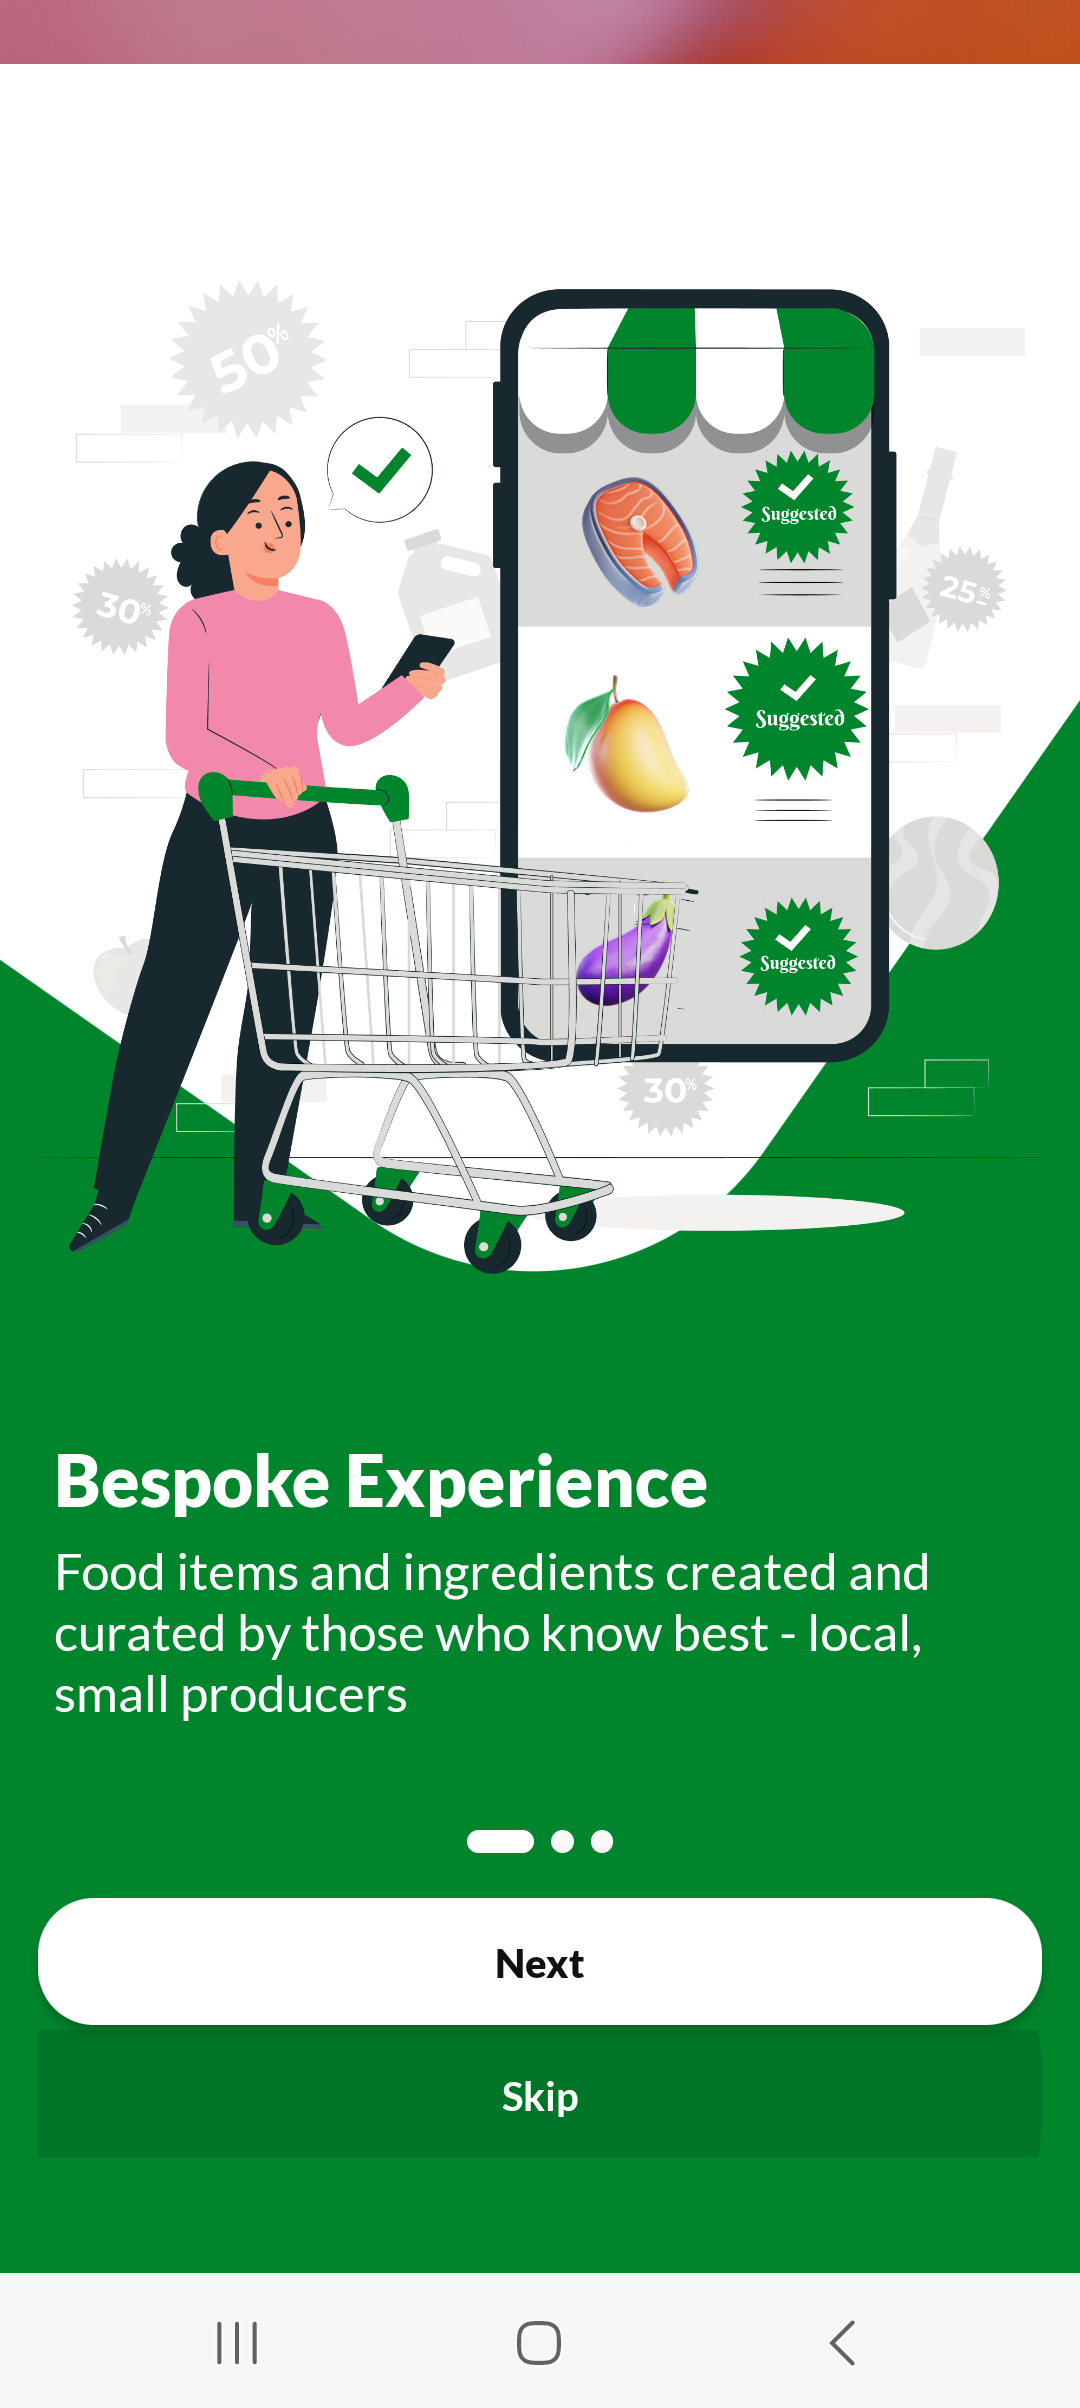 50%
Suggested
30%
25%
Suggested
Suggested
30%
Bespoke Experience
Food items and ingredients created and
curated by those who know best - local,
small producers
Next
Skip